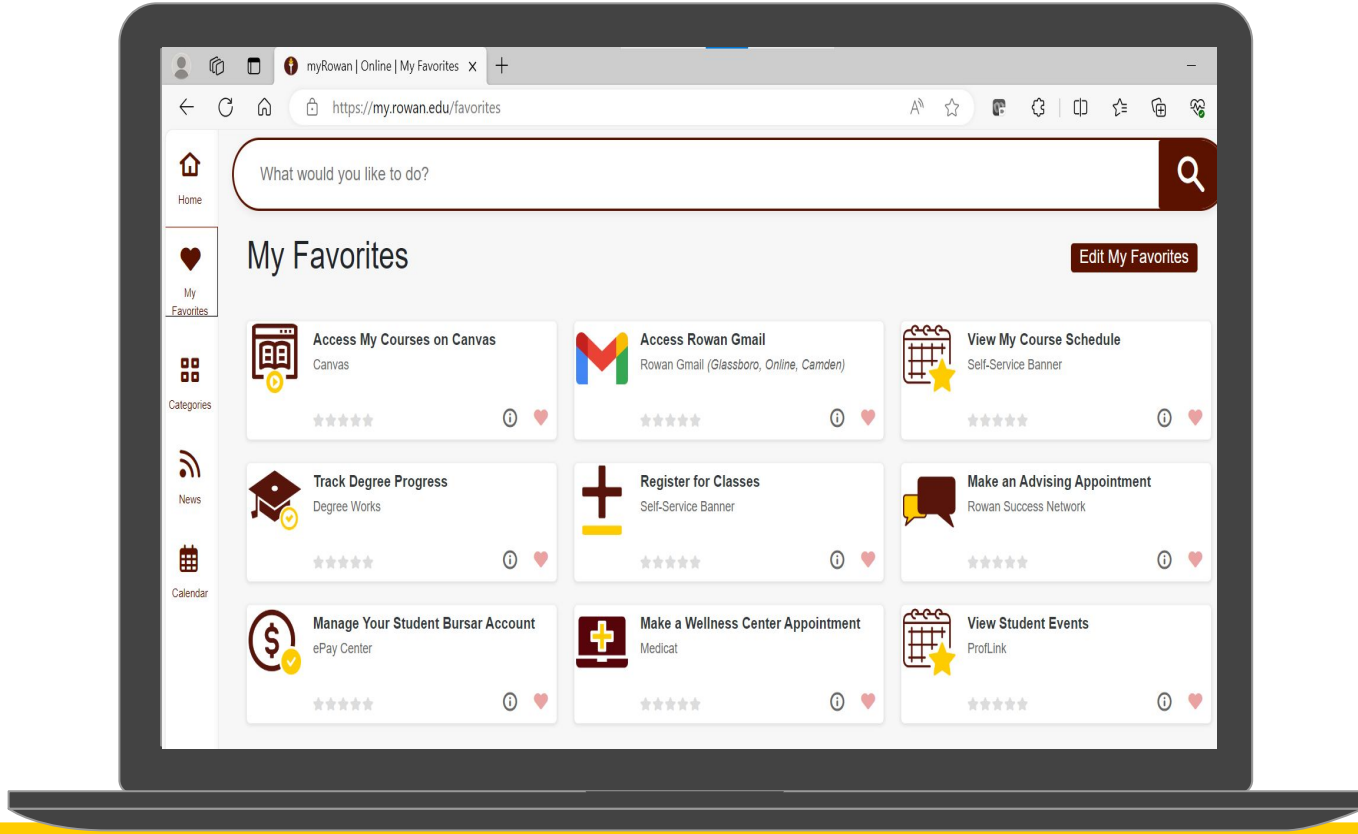 myRowan | Online | My Favorites
https://my.rowan.edu/favorites
What would you like to do?
Home
My Favorites
Edit My Favorites
My
Favorites
Access My Courses on Canvas
Canvas
Access Rowan Gmail
Rowan Gmail (Glassboro, Online, Camden)
View My Course Schedule
Self-Service Banner
Categories
Track Degree Progress
Degree Works
Register for Classes
Self-Service Banner
Make an Advising Appointment
Rowan Success Network
News
Calendar
Manage Your Student Bursar Account
ePay Center
Make a Wellness Center Appointment
Medicat
View Student Events
ProfLink